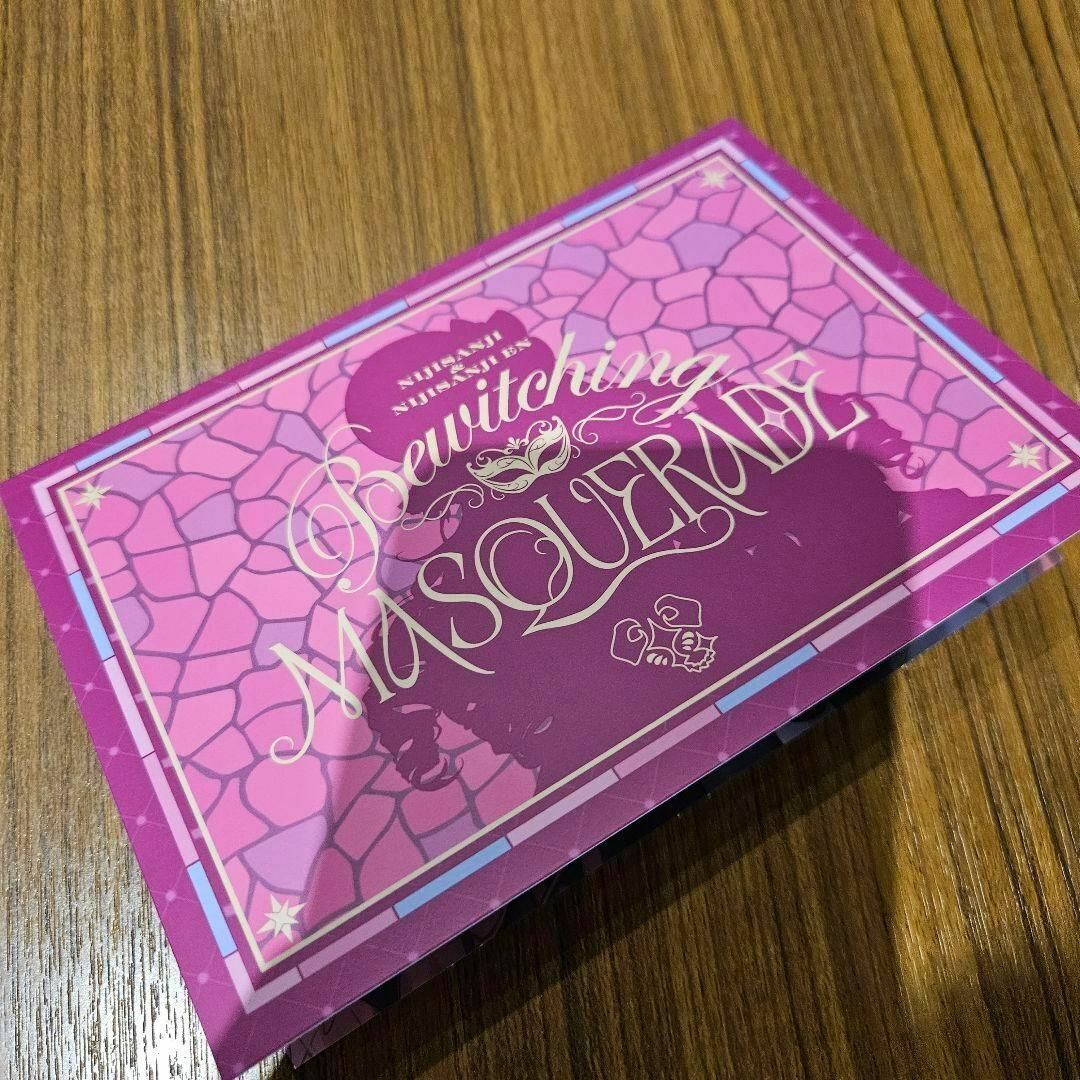 NIJISANJI
&
NIJISANJI EN
Bewitching
MASQUERADE